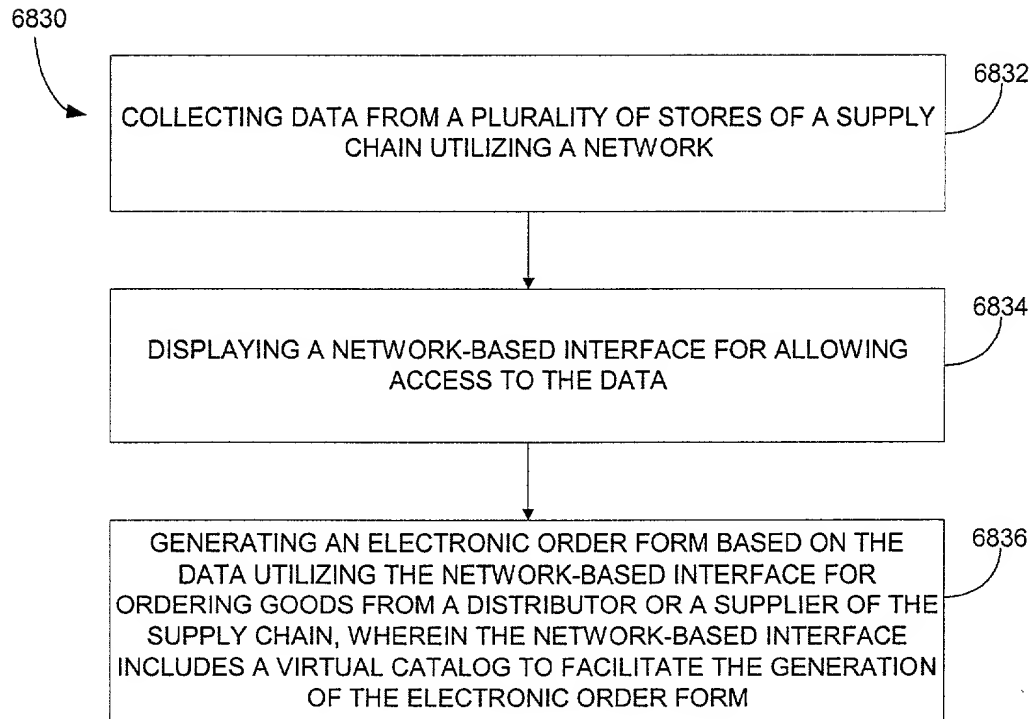 6830
6832
COLLECTING DATA FROM A PLURALITY OF STORES OF A SUPPLY
CHAIN UTILIZING A NETWORK
6834
DISPLAYING A NETWORK-BASED INTERFACE FOR ALLOWING
ACCESS TO THE DATA
6836
GENERATING AN ELECTRONIC ORDER FORM BASED ON THE
DATA UTILIZING THE NETWORK-BASED INTERFACE FOR
ORDERING GOODS FROM A DISTRIBUTOR OR A SUPPLIER OF THE
SUPPLY CHAIN, WHEREIN THE NETWORK-BASED INTERFACE
INCLUDES A VIRTUAL CATALOG TO FACILITATE THE GENERATION
OF THE ELECTRONIC ORDER FORM